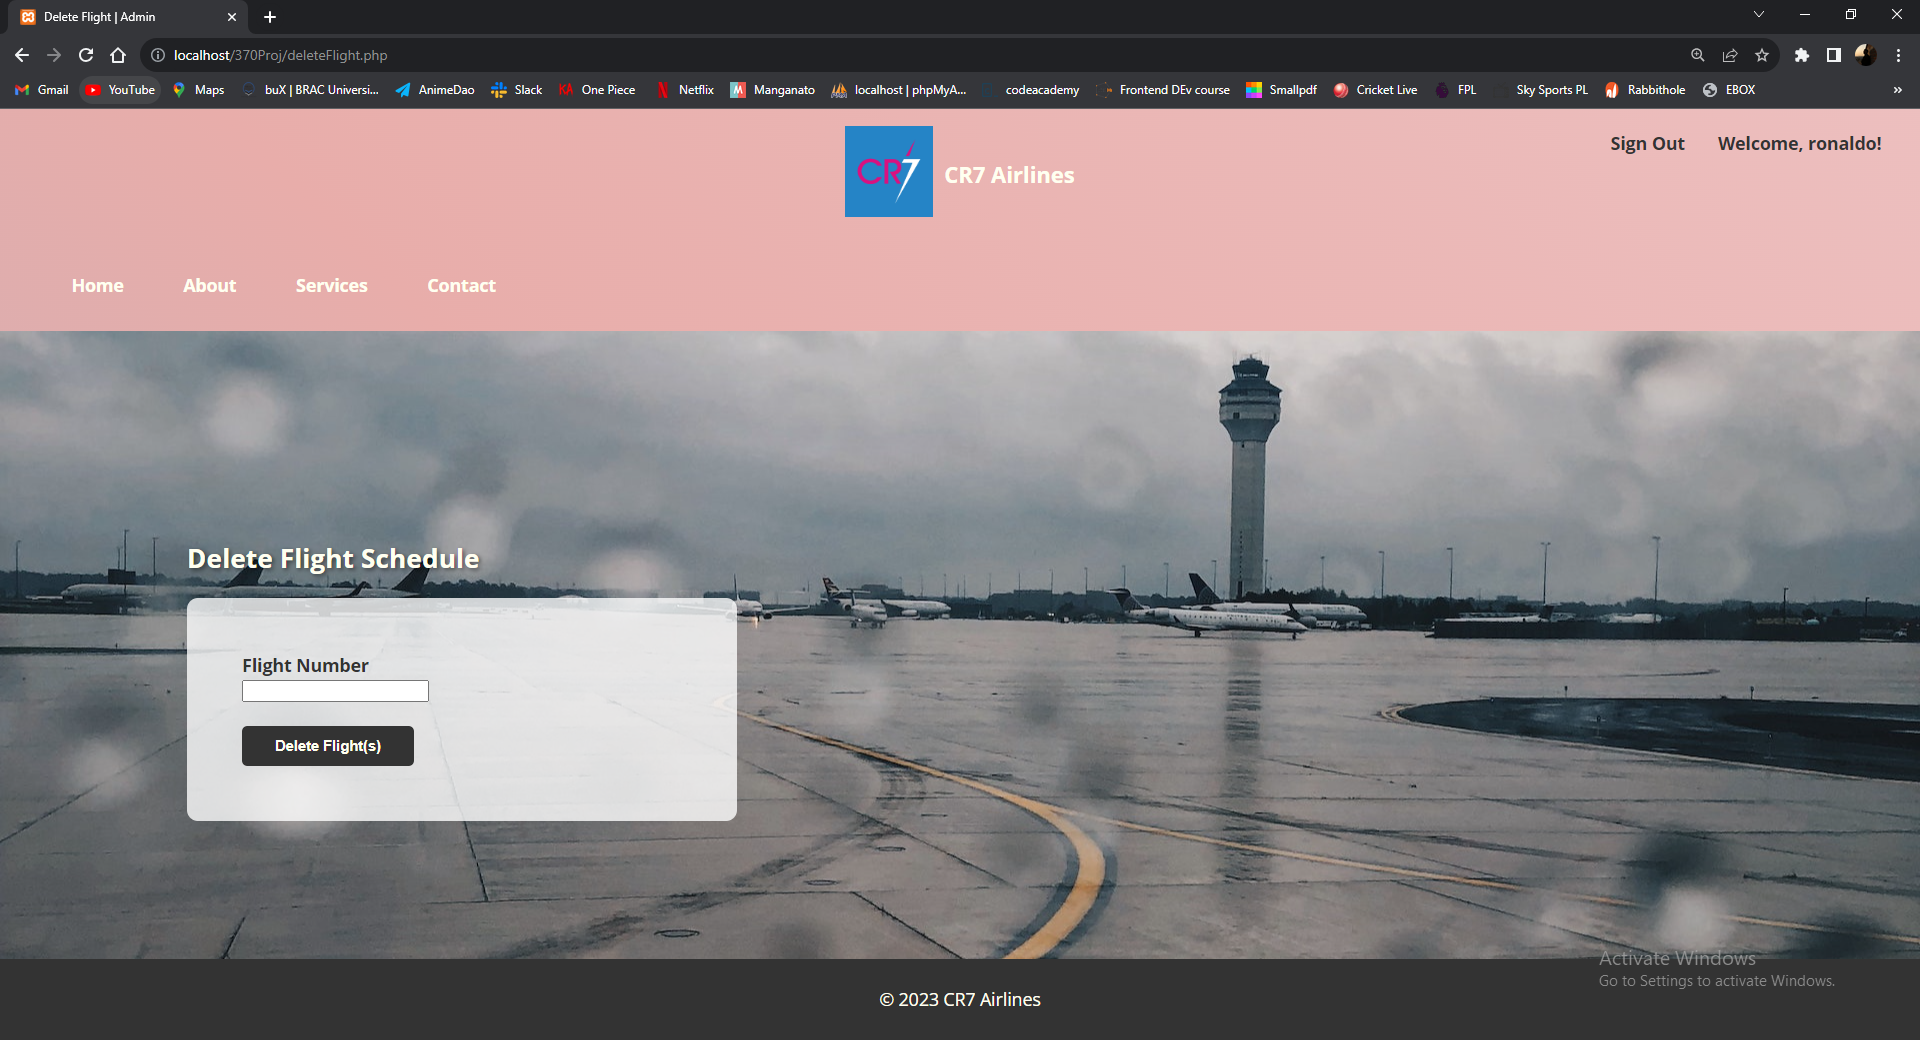 Delete Flight | Admin
localhost/370Proj/deleteFlight.php
Gmail YouTube Maps buX | BRAC Universi... AnimeDao Slack KA One Piece Netflix M Manganato localhost | phpMyA... codeacademy Frontend DEv course Smallpdf Cricket Live FPL Sky Sports PL Rabbithole EBOX »
Sign Out Welcome, ronaldo!
CR7 CR7 Airlines
Home About Services Contact
Delete Flight Schedule
Flight Number
Delete Flight(s)
Activate Windows
Go to Settings to activate Windows.
© 2023 CR7 Airlines